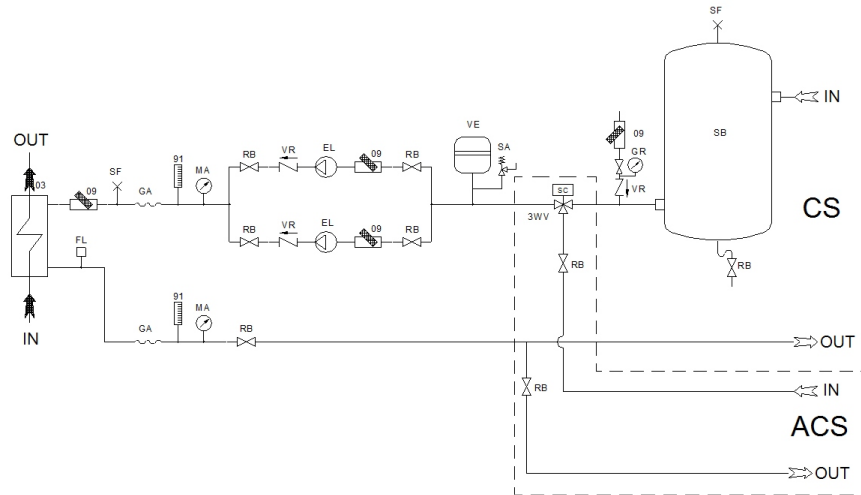 SF
IN
SB
CS
VE
SA
09
GR
VR
SC
3WV
RB
RB
VR
EL
09
RB
RB
VR
EL
09
RB
OUT
03
09
SF
GA
91
MA
FL
IN
GA
91
MA
RB
RB
OUT
RB
IN
ACS
OUT